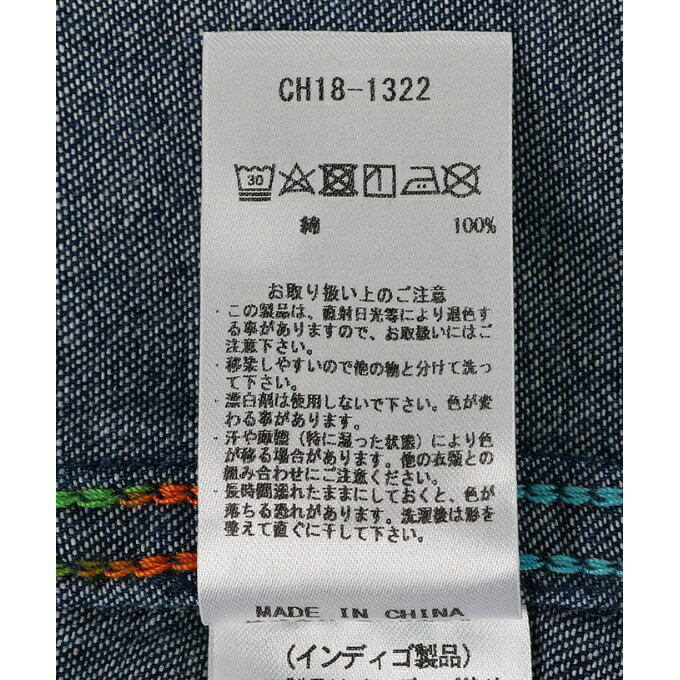 CH18-1322
30
綿 100%
お取り扱い上のご注意
・この製品は、直射日光等により退色す
る事がありますので、お取扱いにはご
注意下さい。
・移染しやすいので他の物と分けて洗っ
て下さい。
・漂白剤は使用しないで下さい。色が変
わる事があります。
・汗や摩擦（特に湿った状態）により色
が移る場合があります。他の衣類との
組み合わせにご注意ください。
・長時間濡れたままにしておくと、色が
落ちる恐れがあります。洗濯後は形を
整えて直ぐに干して下さい。
MADE IN CHINA
(インディゴ製品)